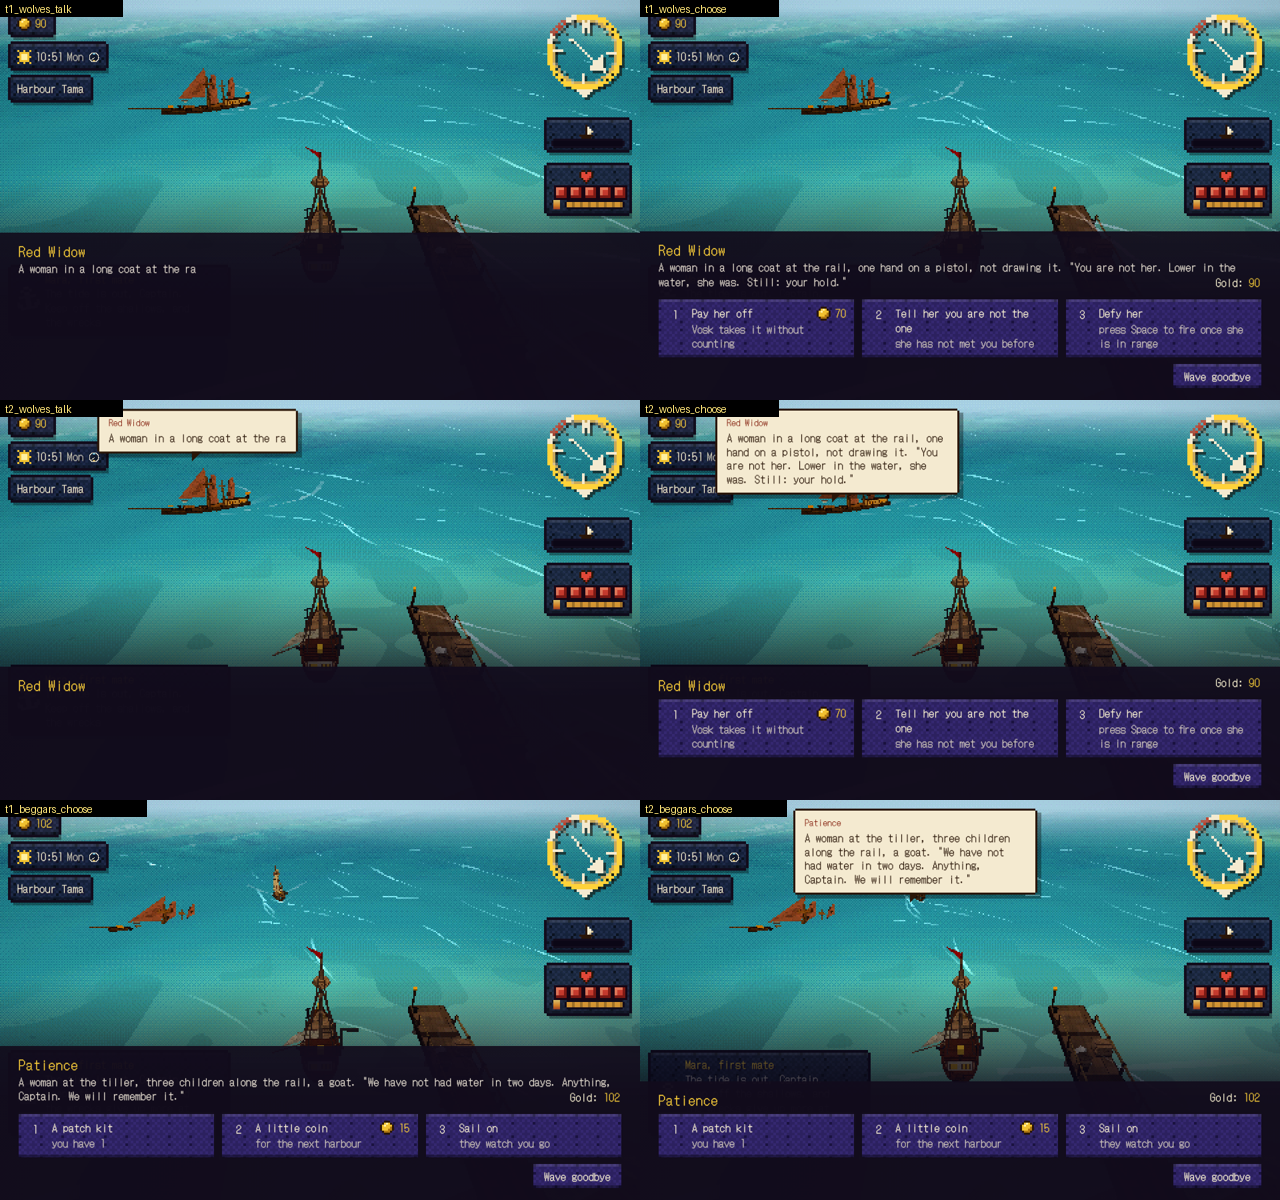 t1_wolves_talk
90
10:51 Mon
Harbour Tama
N
Red Widow
A woman in a long coat at the ra
t1_wolves_choose
90
10:51 Mon
Harbour Tama
N
Red Widow
A woman in a long coat at the rail, one hand on a pistol, not drawing it. "You are not her. Lower in the
water, she was. Still: your hold."
Gold: 90
1 Pay her off 70
Vosk takes it without
counting
2 Tell her you are not the
one
she has not met you before
3 Defy her
press Space to fire once she
is in range
Wave goodbye
t2_wolves_talk
90
10:51 Mon
Harbour Tama
N
Red Widow
A woman in a long coat at the ra
Red Widow
t2_wolves_choose
90
10:51 M
Harbour Tar
N
Red Widow
A woman in a long coat at the rail, one
hand on a pistol, not drawing it. "You
are not her. Lower in the water, she
was. Still: your hold."
Red Widow
Gold: 90
1 Pay her off 70
Vosk takes it without
counting
2 Tell her you are not the
one
she has not met you before
3 Defy her
press Space to fire once she
is in range
Wave goodbye
t1_beggars_choose
102
10:51 Mon
Harbour Tama
N
Patience
A woman at the tiller, three children along the rail, a goat. "We have not had water in two days. Anything,
Captain. We will remember it."
Gold: 102
1 A patch kit
you have 1
2 A little coin 15
for the next harbour
3 Sail on
they watch you go
Wave goodbye
t2_beggars_choose
102
10:51 Mon
Harbour Tama
N
Patience
A woman at the tiller, three children
along the rail, a goat. "We have not
had water in two days. Anything,
Captain. We will remember it."
Mara, first mate
The tide is out, Captain
Patience
Gold: 102
1 A patch kit
you have 1
2 A little coin 15
for the next harbour
3 Sail on
they watch you go
Wave goodbye